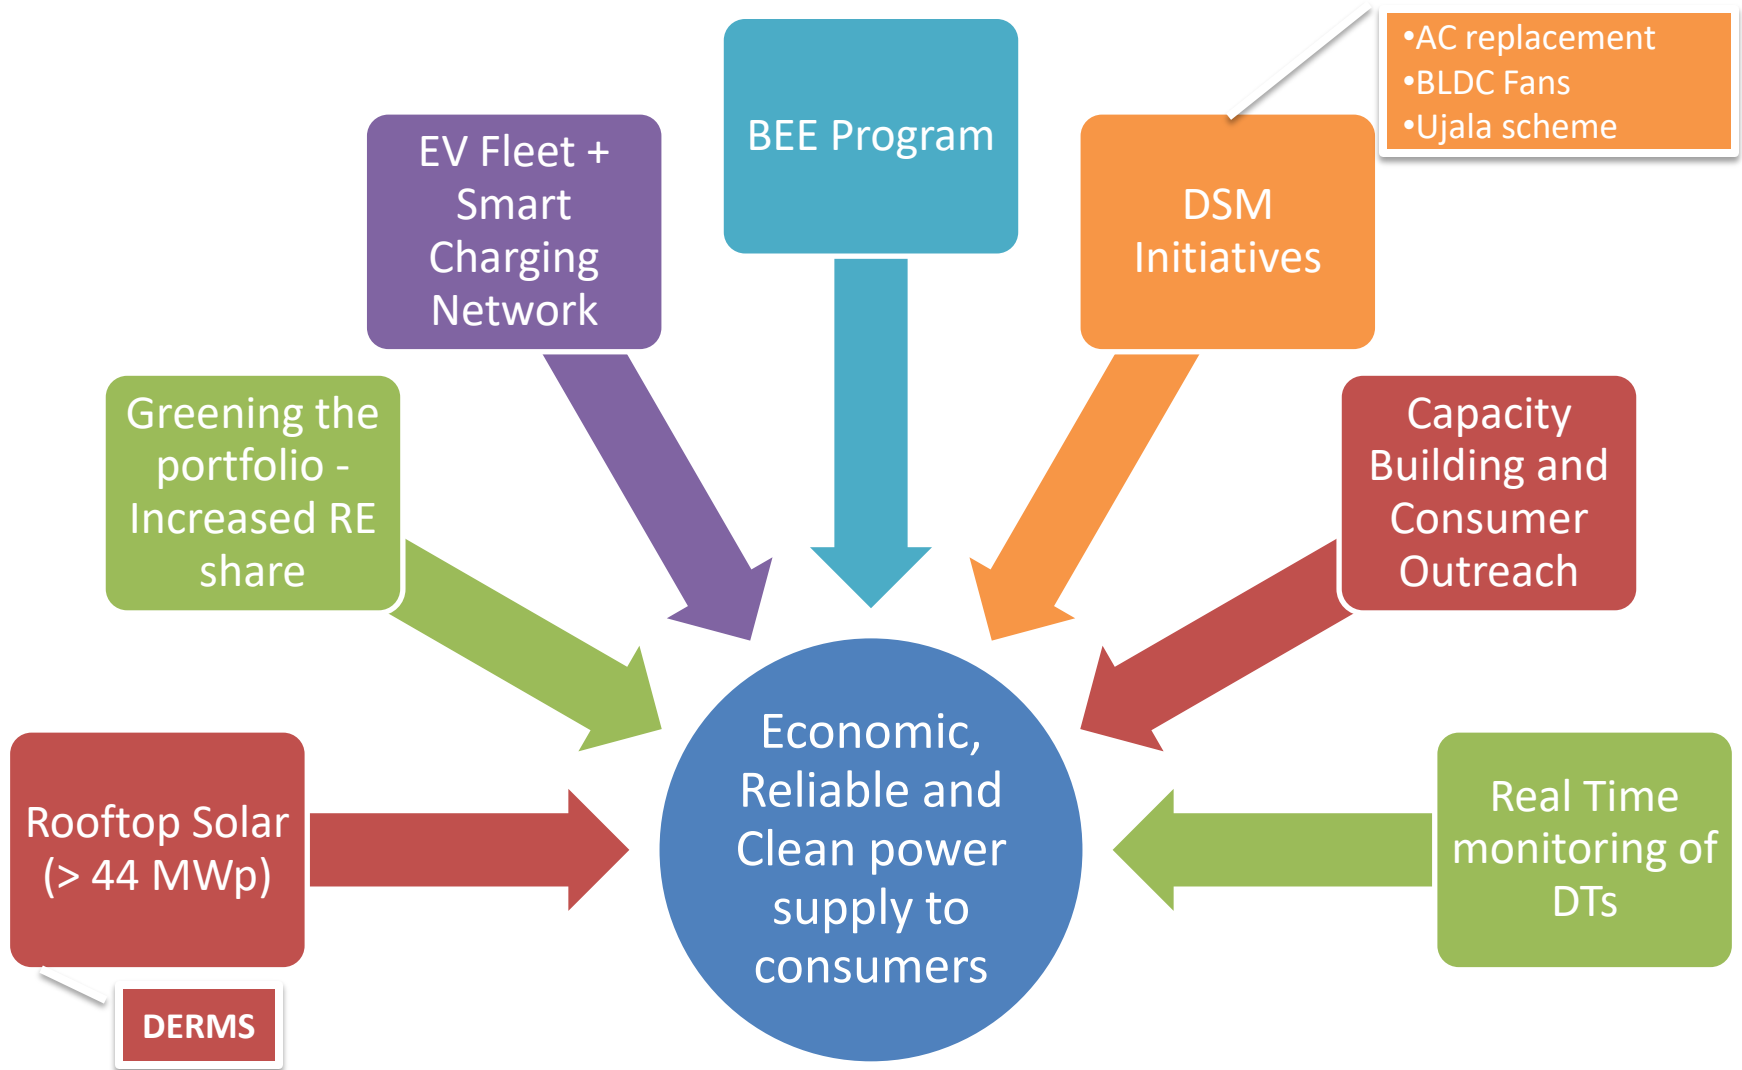 •AC replacement
•BLDC Fans
•Ujala scheme
BEE Program
EV Fleet +
Smart
Charging
Network
DSM
Initiatives
Greening the
portfolio -
Increased RE
share
Capacity
Building and
Consumer
Outreach
Rooftop Solar
(> 44 MWp)
DERMS
Economic,
Reliable and
Clean power
supply to
consumers
Real Time
monitoring of
DTs